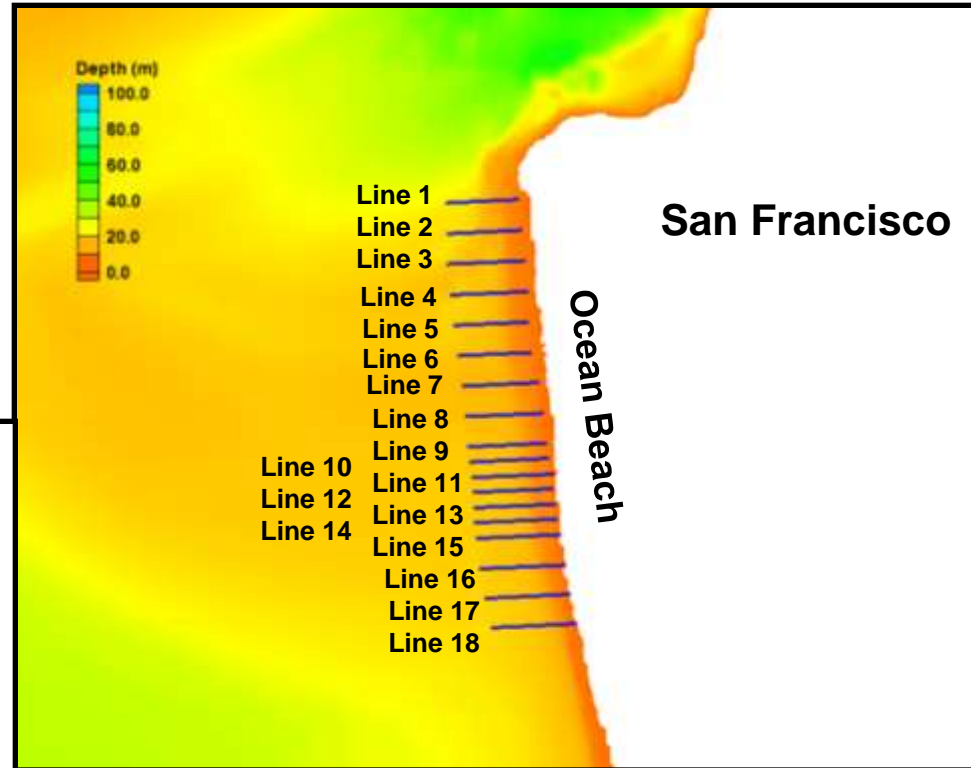 Depth (m)
100.0
80.0
60.0
40.0
20.0
0.0
San Francisco
Ocean Beach
Line 1
Line 2
Line 3
Line 4
Line 5
Line 6
Line 7
Line 8
Line 9
Line 10
Line 11
Line 12
Line 13
Line 14
Line 15
Line 16
Line 17
Line 18